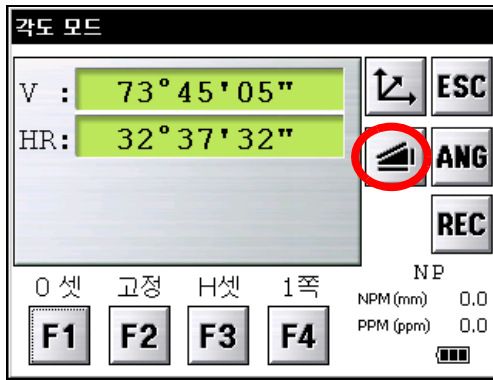 각도 모드
V : 73°45'05"
HR: 32°37'32"
ESC
ANG
REC
0 셋 고정 H셋 1쪽
F1 F2 F3 F4
NP
NPM (mm) 0.0
PPM (ppm) 0.0